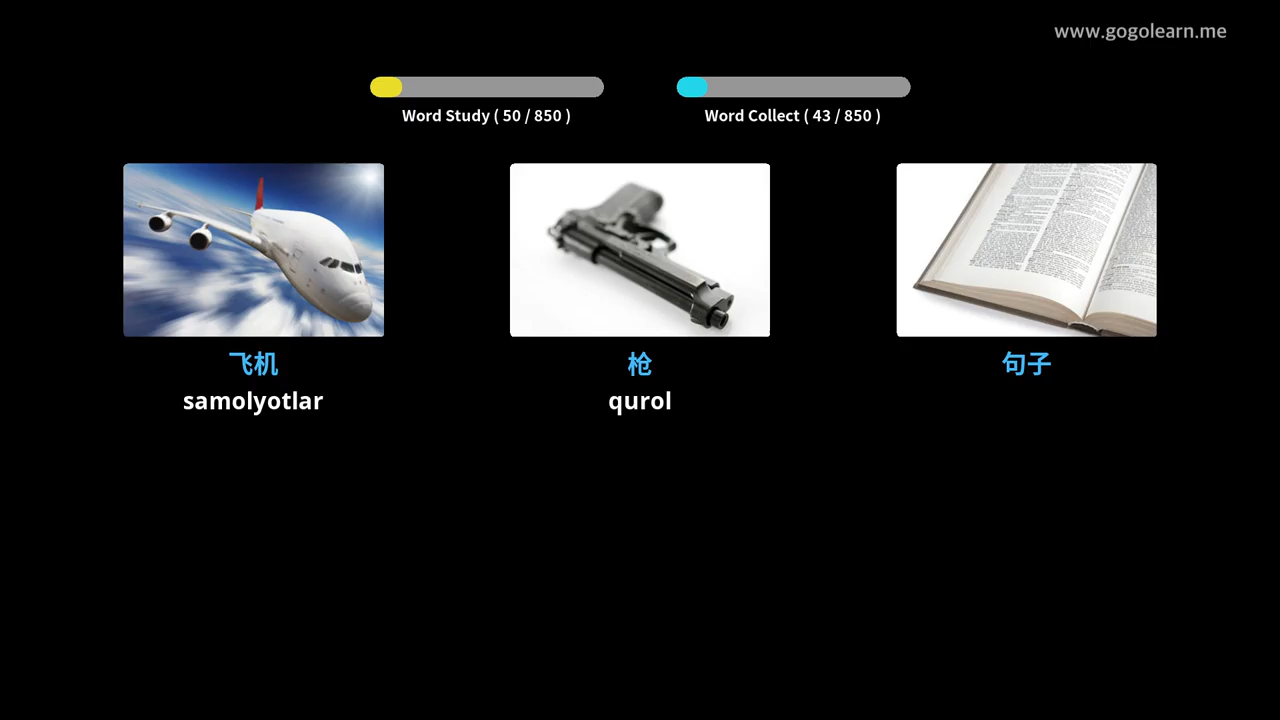 www.gogolearn.me
Word Study ( 50 / 850 )
Word Collect ( 43 / 850 )
飞机
samolyotlar
枪
qurol
句子